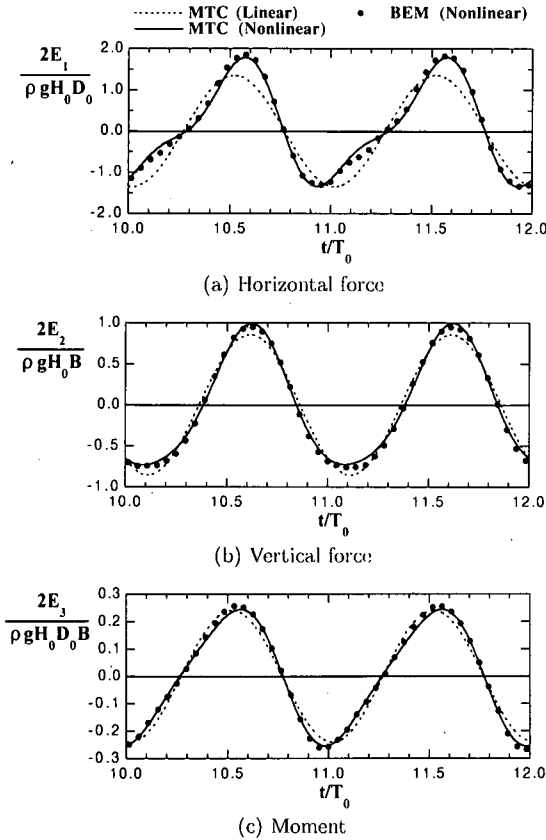 MTC (Linear)
BEM (Nonlinear)
MTC (Nonlinear)
2E₁
ρgH₀D₀
2.0
1.0
0.0
-1.0
-2.0
10.0 10.5 11.0 11.5 12.0
t/T₀
(a) Horizontal force
2E₂
ρgH₀B
1.0
0.5
0.0
-0.5
-1.0
10.0 10.5 11.0 11.5 12.0
t/T₀
(b) Vertical force
2E₃
ρgH₀D₀B
0.3
0.2
0.1
0.0
-0.1
-0.2
-0.3
10.0 10.5 11.0 11.5 12.0
t/T₀
(c) Moment